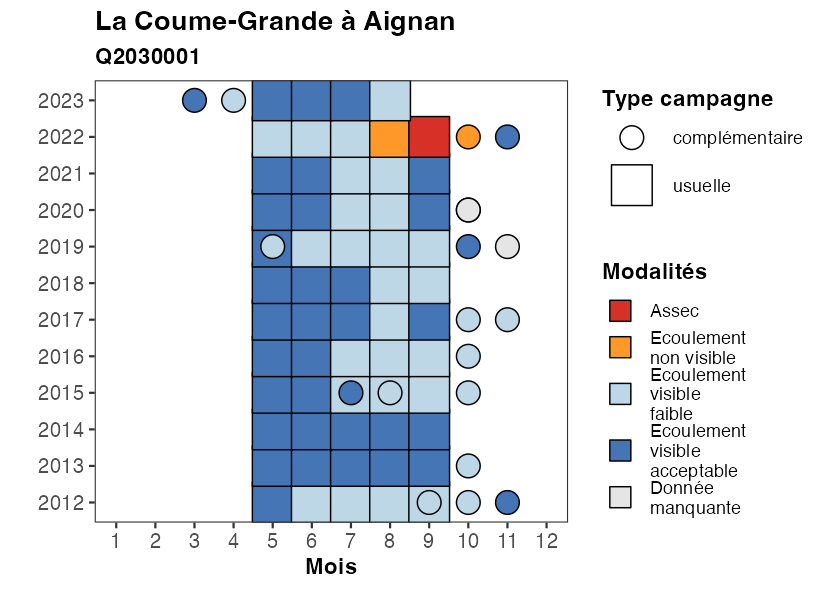 La Coume-Grande à Aignan
Q2030001
2023
2022
2021
2020
2019
2018
2017
2016
2015
2014
2013
2012
1 2 3 4 5 6 7 8 9 10 11 12
Mois
Type campagne
complémentaire
usuelle
Modalités
Assec
Ecoulement
non visible
Ecoulement
visible
faible
Ecoulement
visible
acceptable
Donnée
manquante